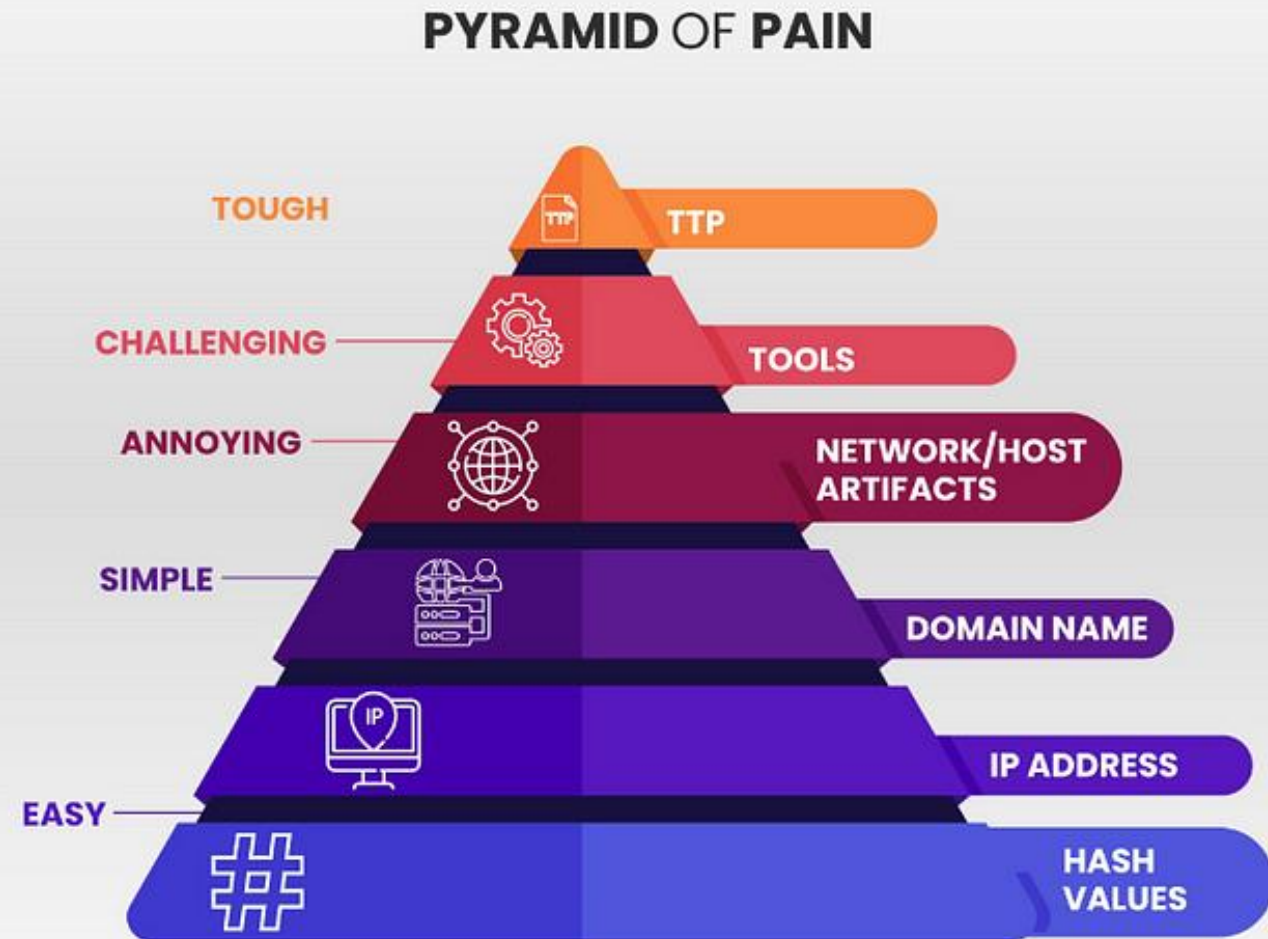 PYRAMID OF PAIN
TOUGH
TTP
TTP
CHALLENGING
TOOLS
ANNOYING
NETWORK/HOST
ARTIFACTS
SIMPLE
DOMAIN NAME
IP
IP ADDRESS
EASY
#
HASH
VALUES